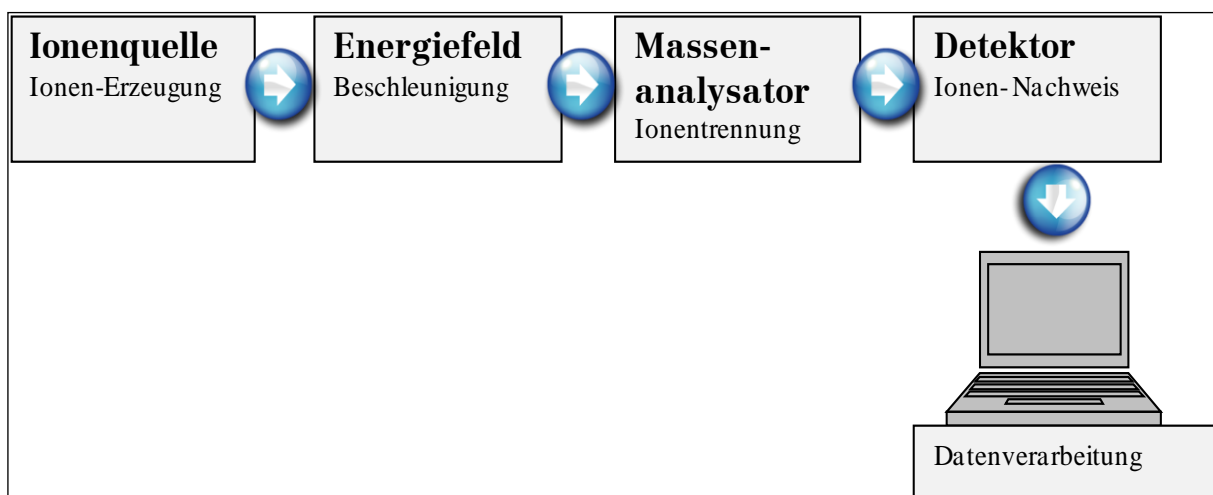 Ionenquelle
Ionen-Erzeugung
Energiefeld
Beschleunigung
Massen-
analysator
Ionentrennung
Detektor
Ionen-Nachweis
Datenverarbeitung